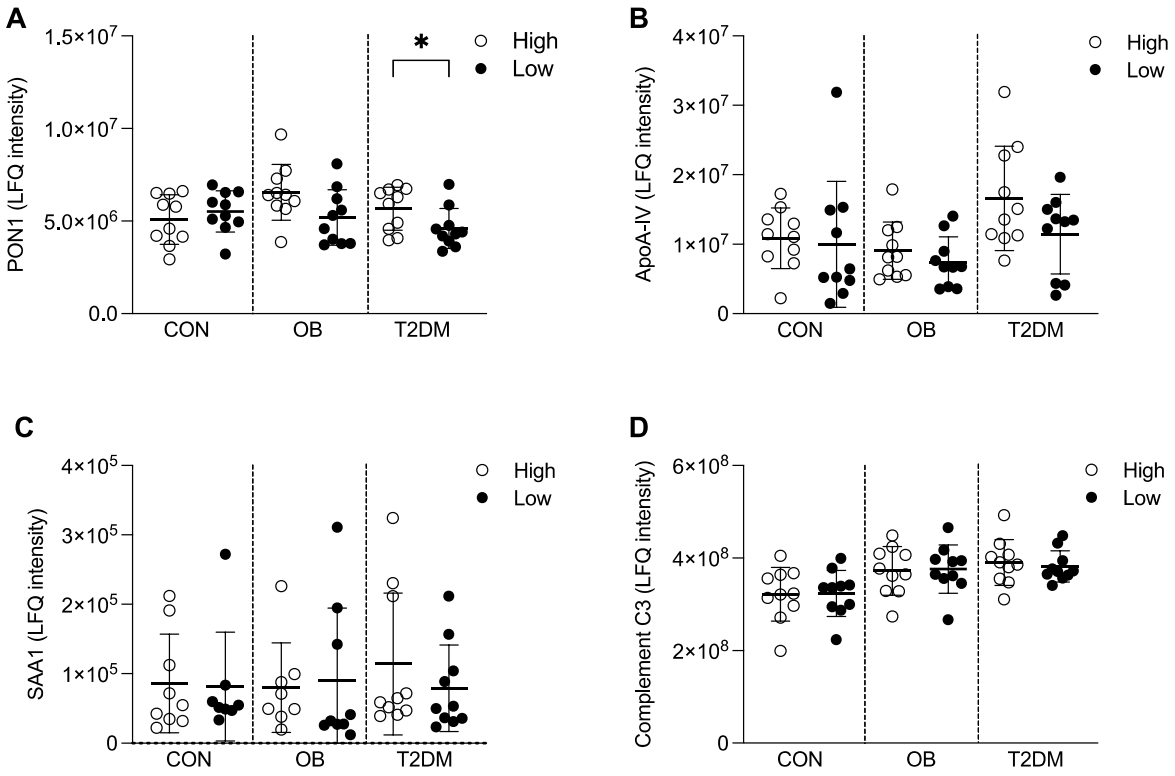 A
PON1 (LFQ intensity)
1.5×10⁷
1.0×10⁷
5.0×10⁶
0.0
CON
OB
T2DM
*
High
Low
B
ApoA-IV (LFQ intensity)
4×10⁷
3×10⁷
2×10⁷
1×10⁷
0
CON
OB
T2DM
High
Low
C
SAA1 (LFQ intensity)
4×10⁵
3×10⁵
2×10⁵
1×10⁵
0
CON
OB
T2DM
High
Low
D
Complement C3 (LFQ intensity)
6×10⁸
4×10⁸
2×10⁸
0
CON
OB
T2DM
High
Low